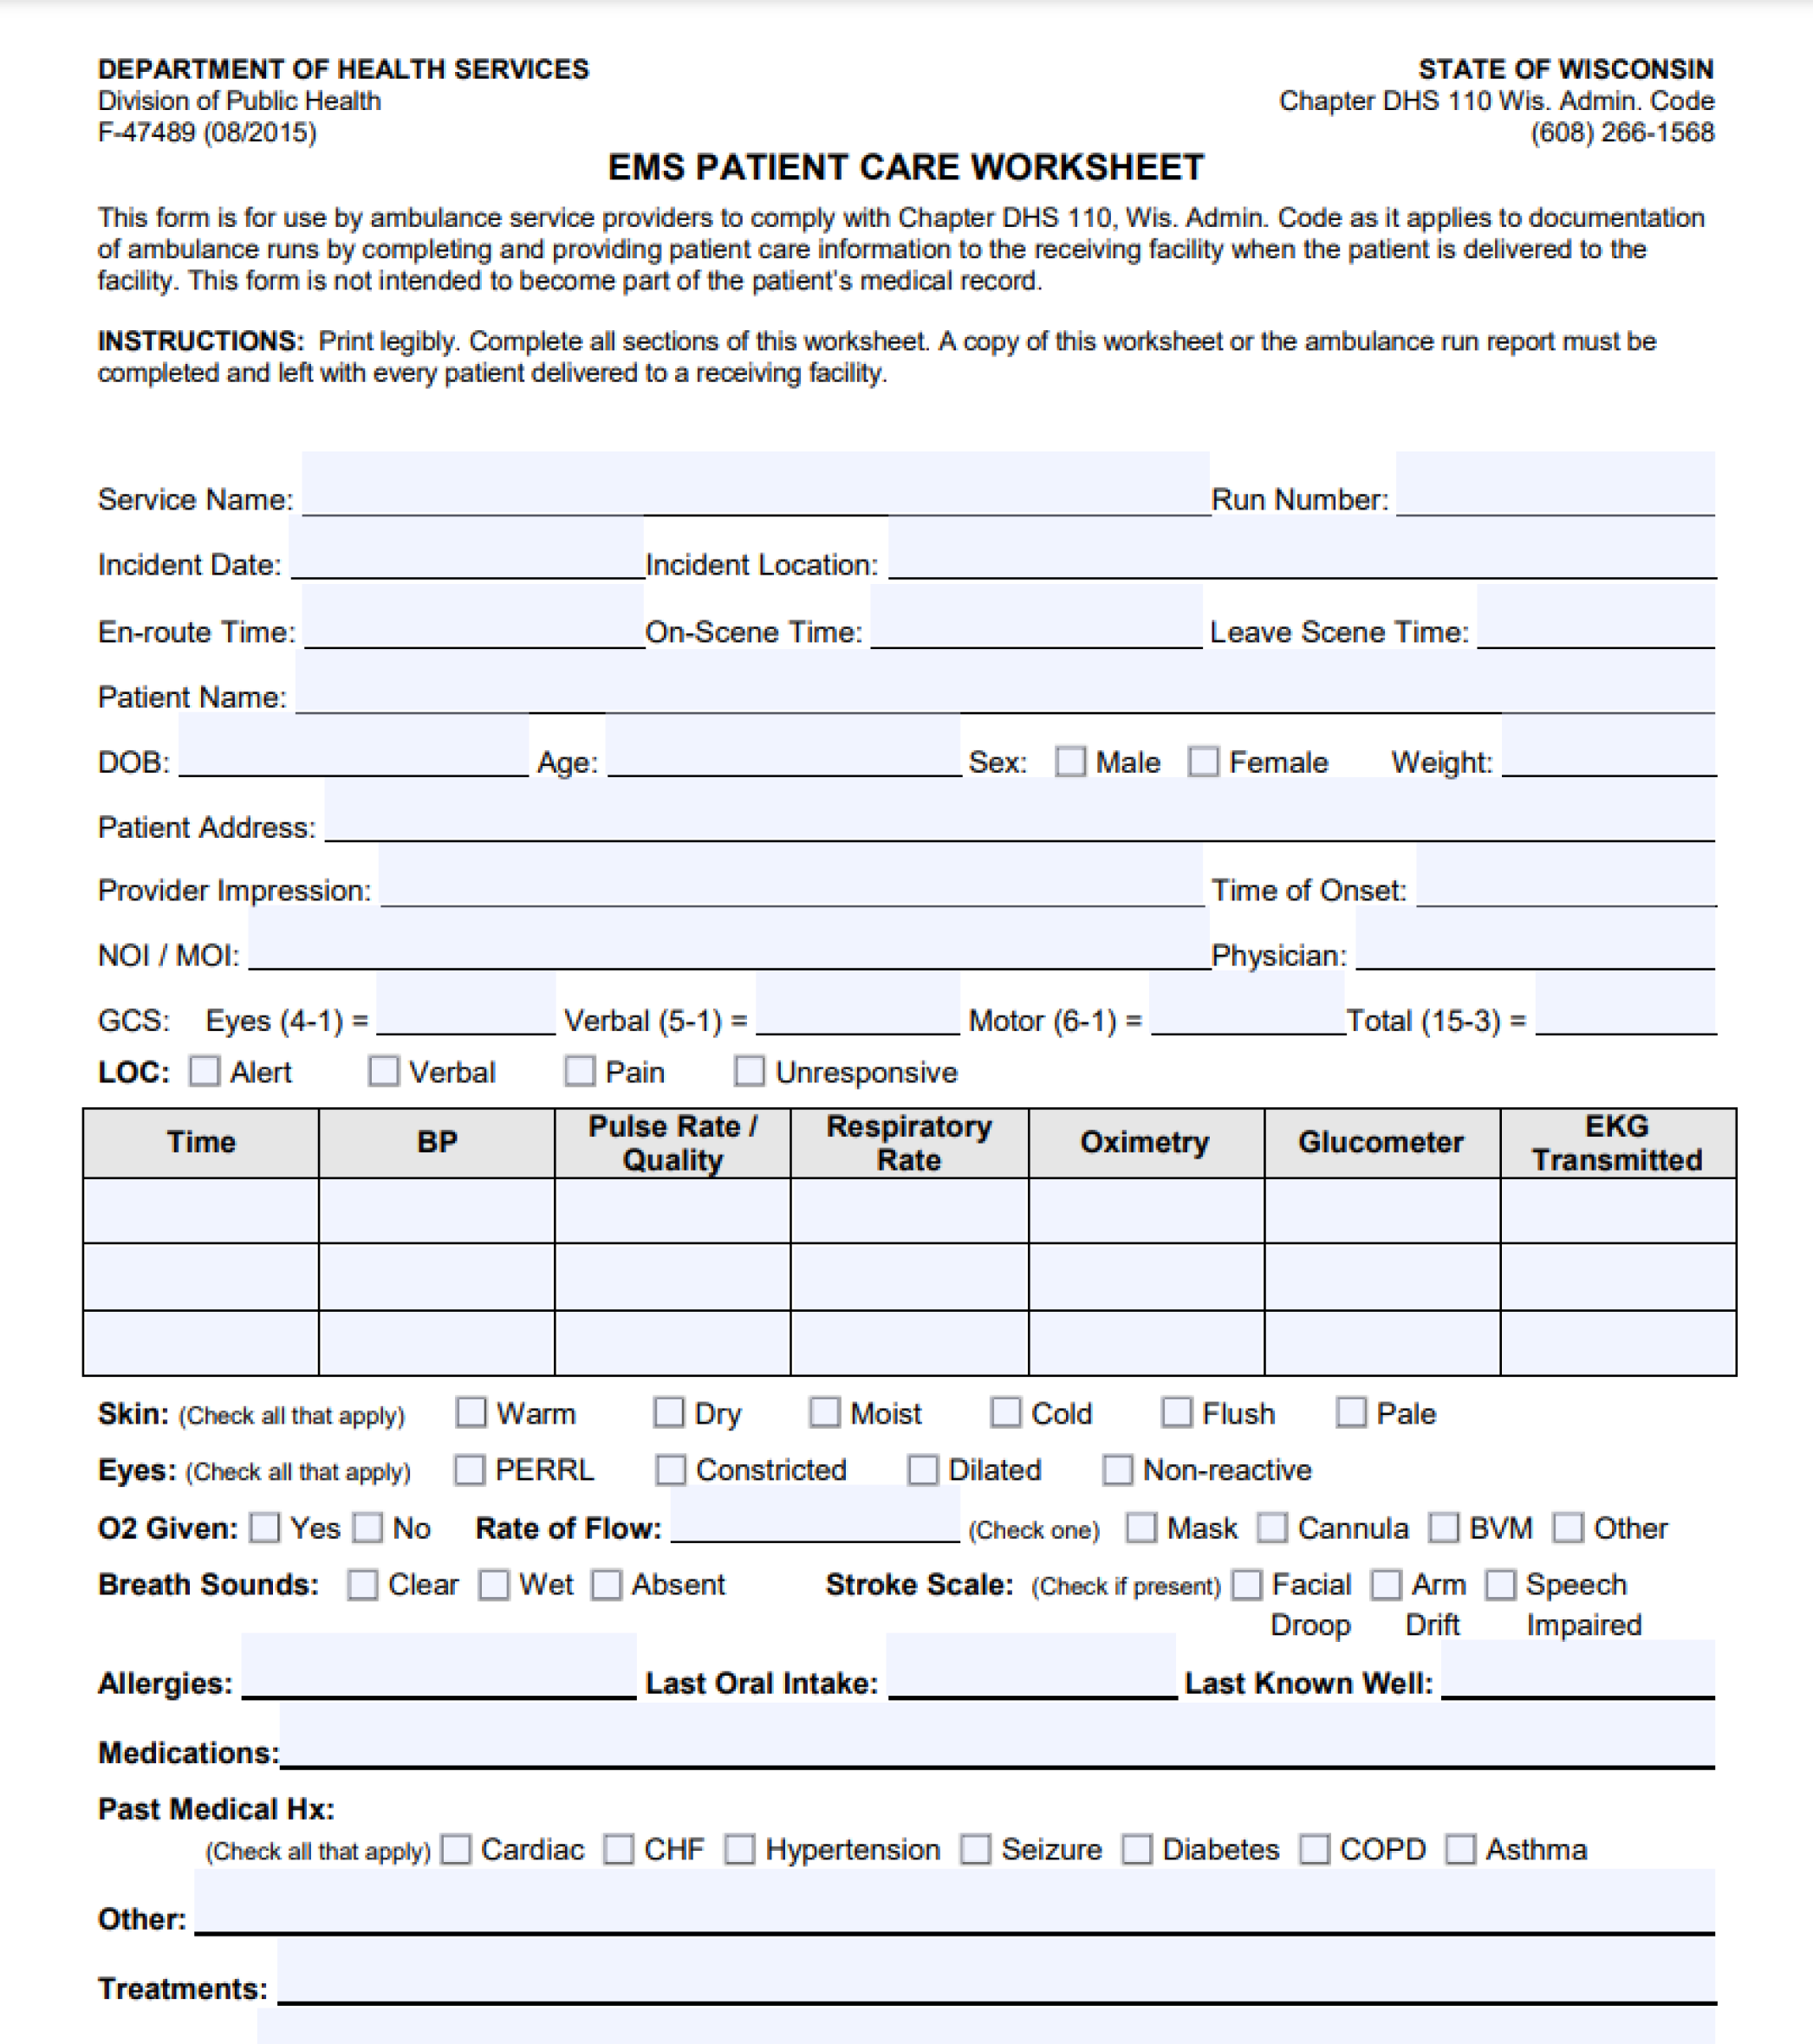 DEPARTMENT OF HEALTH SERVICES STATE OF WISCONSIN
Division of Public Health Chapter DHS 110 Wis. Admin. Code
F-47489 (08/2015) (608) 266-1568
EMS PATIENT CARE WORKSHEET
This form is for use by ambulance service providers to comply with Chapter DHS 110, Wis. Admin. Code as it applies to documentation
of ambulance runs by completing and providing patient care information to the receiving facility when the patient is delivered to the
facility. This form is not intended to become part of the patient's medical record.
INSTRUCTIONS: Print legibly. Complete all sections of this worksheet. A copy of this worksheet or the ambulance run report must be
completed and left with every patient delivered to a receiving facility.
Service Name: Run Number:
Incident Date: Incident Location:
En-route Time: On-Scene Time: Leave Scene Time:
Patient Name:
DOB: Age: Sex: Male Female Weight:
Patient Address:
Provider Impression: Time of Onset:
NOI / MOI: Physician:
GCS: Eyes (4-1) = Verbal (5-1) = Motor (6-1) = Total (15-3) =
LOC: Alert Verbal Pain Unresponsive
Time BP Pulse Rate / Quality Respiratory Rate Oximetry Glucometer EKG Transmitted
Skin: (Check all that apply) Warm Dry Moist Cold Flush Pale
Eyes: (Check all that apply) PERRL Constricted Dilated Non-reactive
O2 Given: Yes No Rate of Flow: (Check one) Mask Cannula BVM Other
Breath Sounds: Clear Wet Absent Stroke Scale: (Check if present) Facial Droop Arm Drift Speech Impaired
Allergies: Last Oral Intake: Last Known Well:
Medications:
Past Medical Hx:
(Check all that apply) Cardiac CHF Hypertension Seizure Diabetes COPD Asthma
Other:
Treatments: